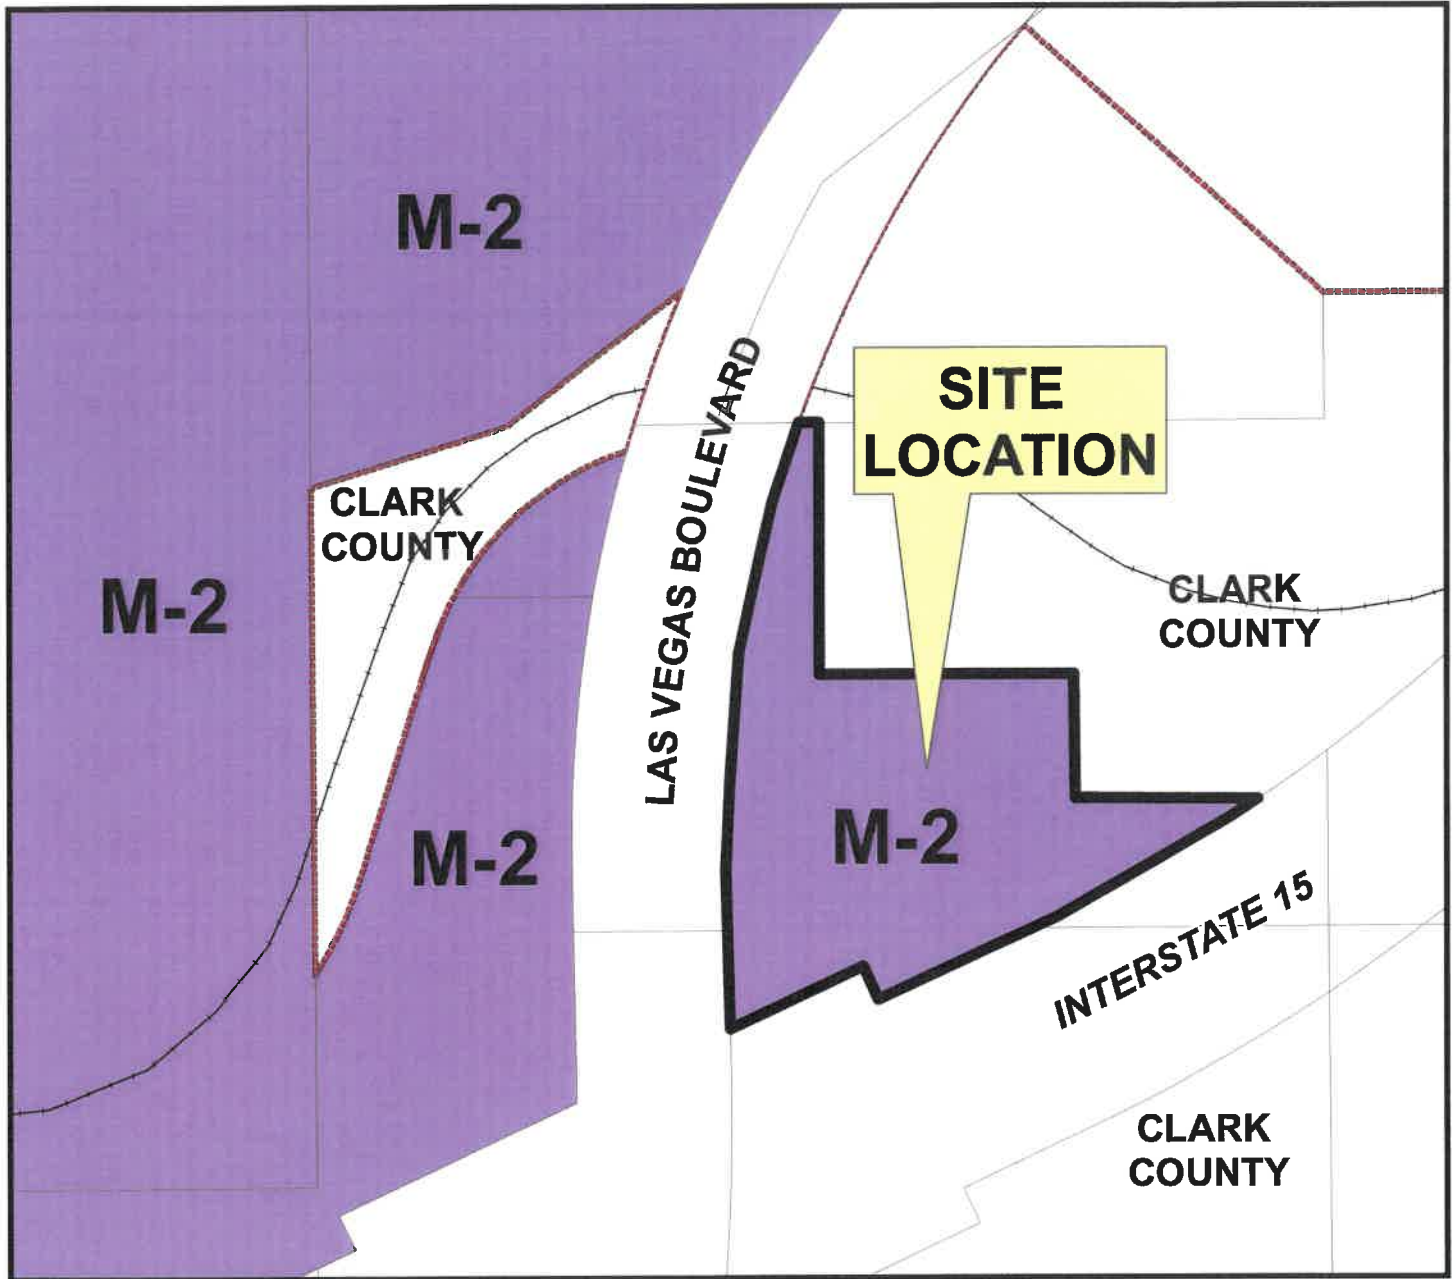 M-2
SITE
LOCATION
LAS VEGAS BOULEVARD
CLARK
COUNTY
M-2
CLARK
COUNTY
M-2
M-2
INTERSTATE 15
CLARK
COUNTY